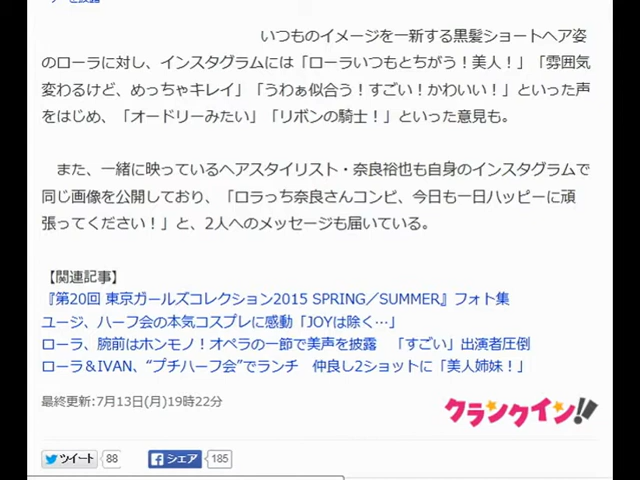 いつものイメージを一新する黒髪ショートヘア姿
のローラに対し、インスタグラムには「ローラいつもとちがう！美人！」「雰囲気
変わるけど、めっちゃキレイ」「うわぁ似合う！すごい！かわいい！」といった声
をはじめ、「オードリーみたい」「リボンの騎士！」といった意見も。
また、一緒に映っているヘアスタイリスト・奈良裕也も自身のインスタグラムで
同じ画像を公開しており、「ロラっち奈良さんコンビ、今日も一日ハッピーに頑
張ってください！」と、2人へのメッセージも届いている。
【関連記事】
『第20回 東京ガールズコレクション2015 SPRING／SUMMER』フォト集
ユージ、ハーフ会の本気コスプレに感動「JOYは除く…」
ローラ、腕前はホンモノ！オペラの一節で美声を披露　「すごい」出演者圧倒
ローラ＆IVAN、“プチハーフ会”でランチ　仲良し2ショットに「美人姉妹！」
最終更新:7月13日(月)19時22分
クランクイン!!
ツイート 88 シェア 185